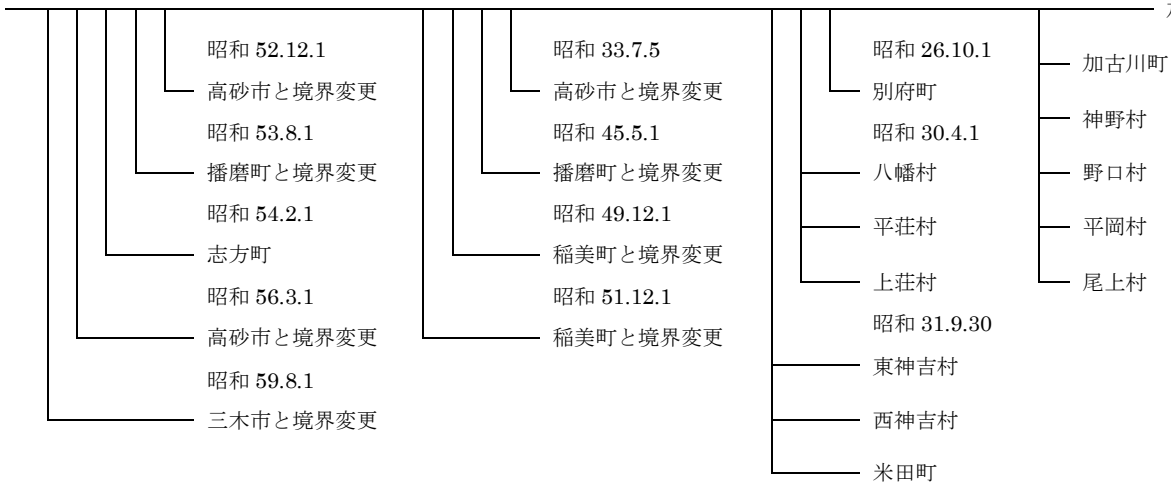 昭和 52.12.1
高砂市と境界変更
昭和 53.8.1
播磨町と境界変更
昭和 54.2.1
志方町
昭和 56.3.1
高砂市と境界変更
昭和 59.8.1
三木市と境界変更
昭和 33.7.5
高砂市と境界変更
昭和 45.5.1
播磨町と境界変更
昭和 49.12.1
稲美町と境界変更
昭和 51.12.1
稲美町と境界変更
昭和 26.10.1
別府町
昭和 30.4.1
八幡村
平荘村
上荘村
昭和 31.9.30
東神吉村
西神吉村
米田町
加古川町
神野村
野口村
平岡村
尾上村